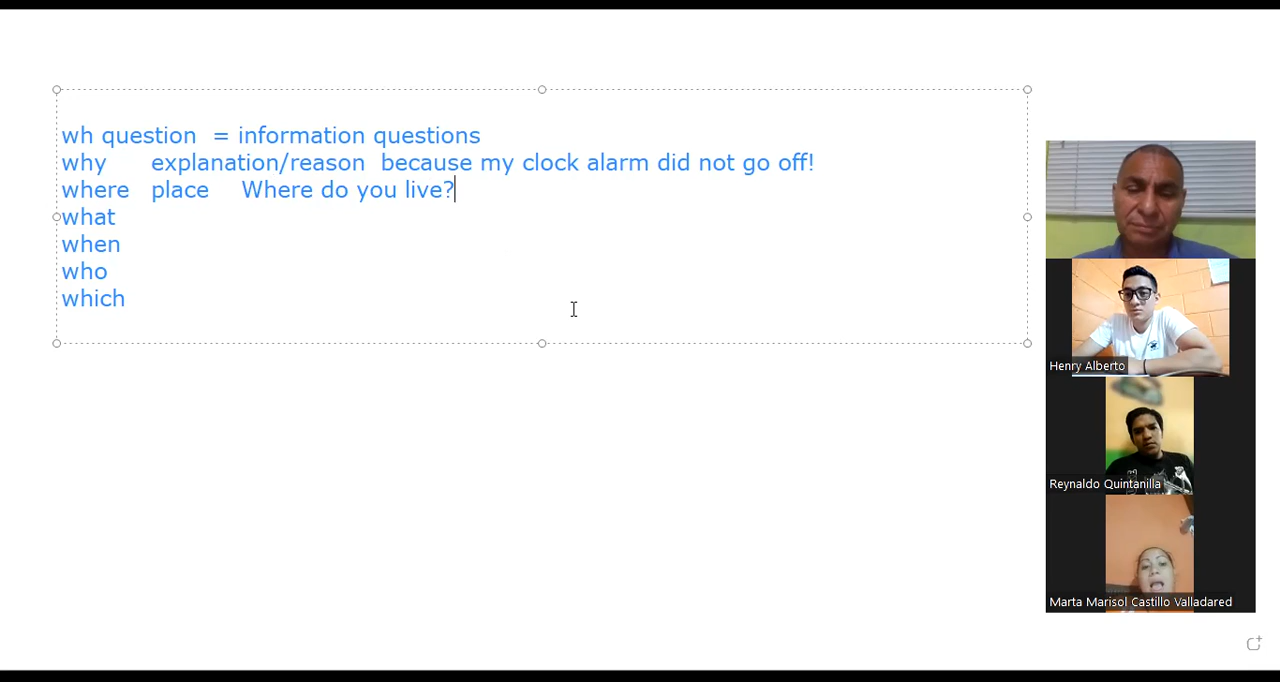 wh question = information questions
why explanation/reason because my clock alarm did not go off!
where place Where do you live?
what
when
who
which
Henry Alberto
Reynaldo Quintanilla
Marta Marisol Castillo Valladared